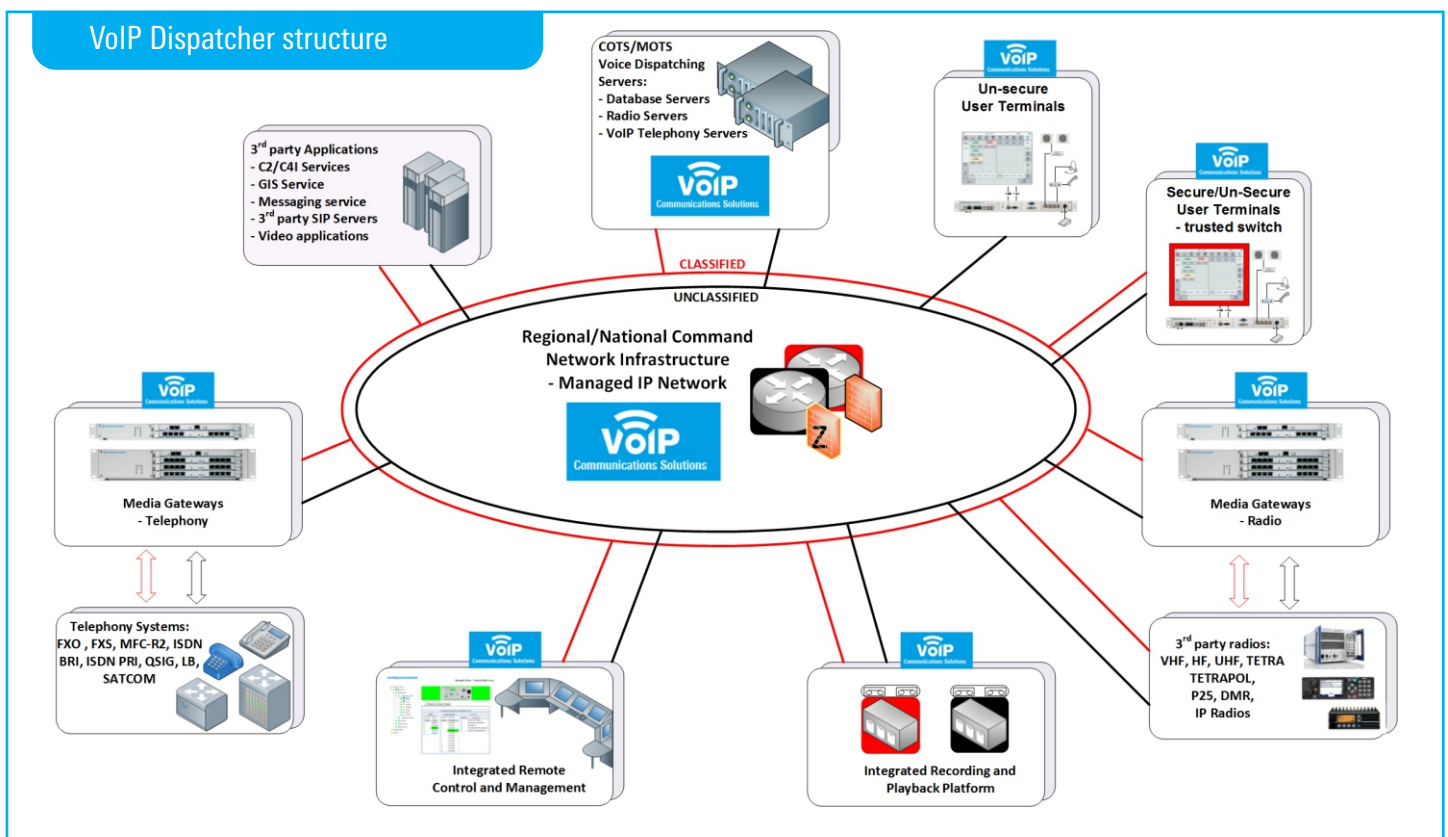 VoIP Dispatcher structure
COTS/MOTS
Voice Dispatching
Servers:
- Database Servers
- Radio Servers
- VoIP Telephony Servers
VoIP
Communications Solutions
VoIP
Communications Solutions
Un-secure
User Terminals
3rd party Applications
- C2/C4I Services
- GIS Service
- Messaging service
- 3rd party SIP Servers
- Video applications
VoIP
Communications Solutions
Secure/Un-Secure
User Terminals
- trusted switch
CLASSIFIED
UNCLASSIFIED
Regional/National Command
Network Infrastructure
- Managed IP Network
VoIP
Communications Solutions
Z
VoIP
Communications Solutions
Media Gateways
- Telephony
VoIP
Communications Solutions
Media Gateways
- Radio
Telephony Systems:
FXO , FXS, MFC-R2, ISDN
BRI, ISDN PRI, QSIG, LB,
SATCOM
VoIP
Communications Solutions
Integrated Remote
Control and Management
VoIP
Communications Solutions
Integrated Recording and
Playback Platform
3rd party radios:
VHF, HF, UHF, TETRA
TETRAPOL,
P25, DMR,
IP Radios